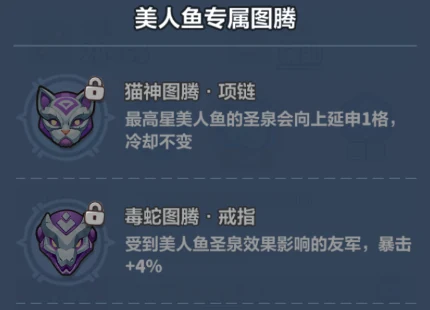 美人鱼专属图腾
猫神图腾·项链
最高星美人鱼的圣泉会向上延申1格，
冷却不变
毒蛇图腾·戒指
受到美人鱼圣泉效果影响的友军，暴击
+4%